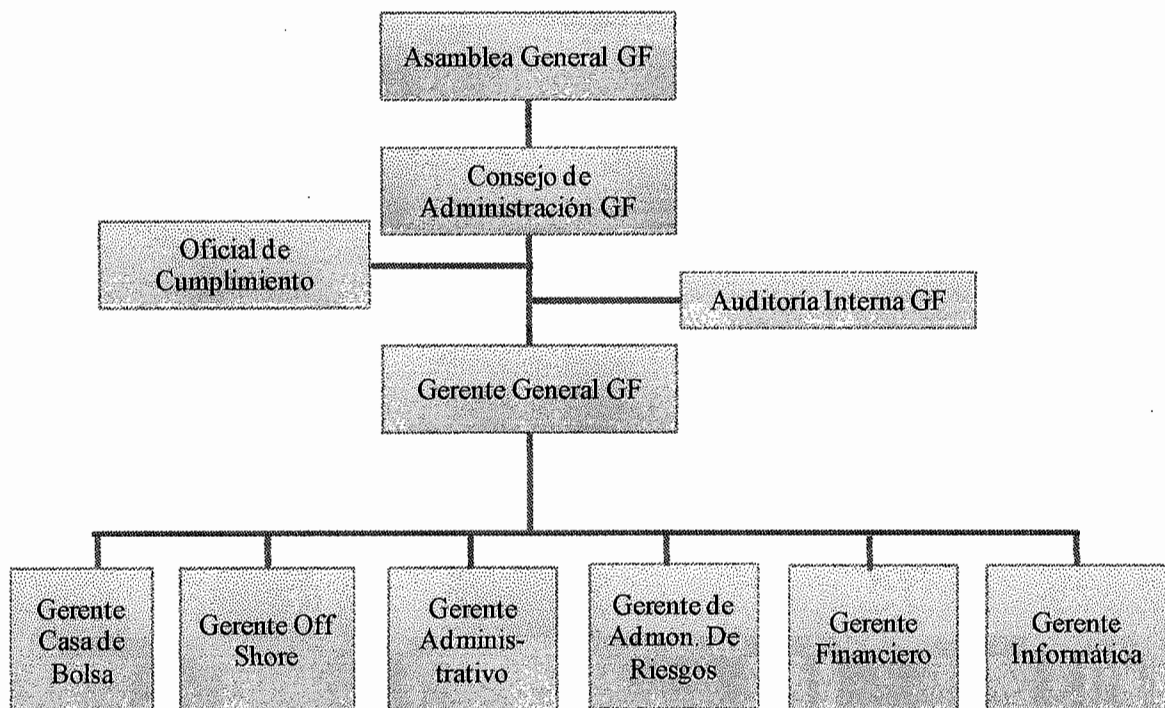 Asamblea General GF
Consejo de
Administración GF
Oficial de
Cumplimiento
Auditoría Interna GF
Gerente General GF
Gerente
Casa de
Bolsa
Gerente Off
Shore
Gerente
Adminis-
trativo
Gerente de
Admon. De
Riesgos
Gerente
Financiero
Gerente
Informática